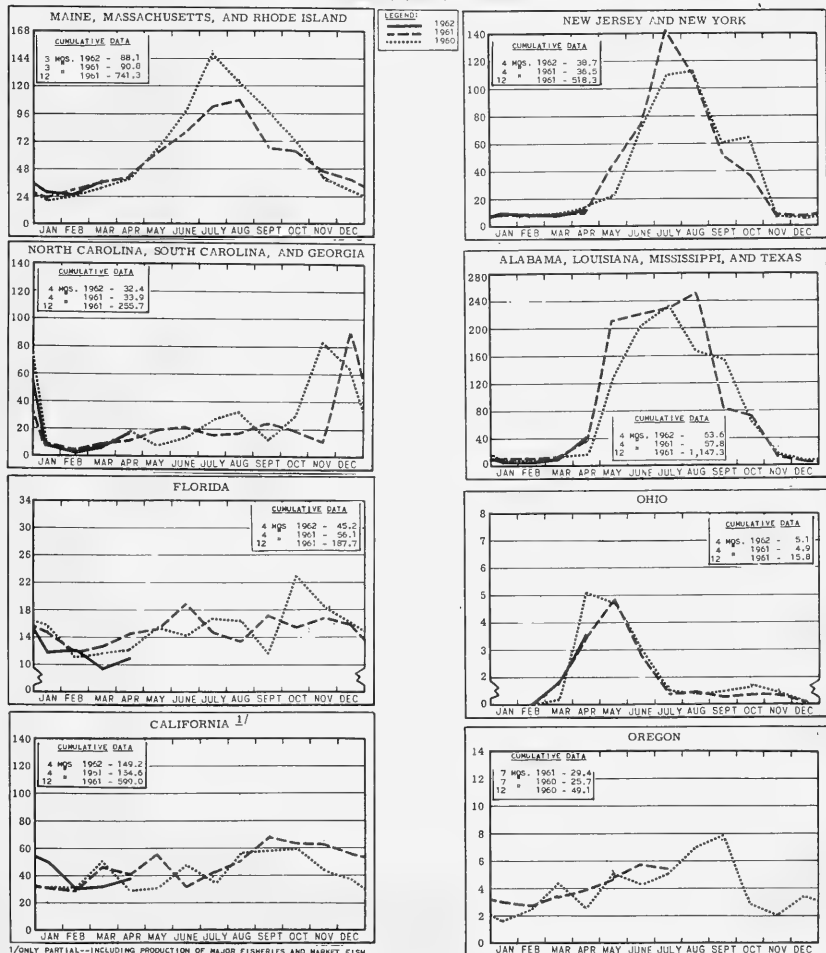 MAINE, MASSACHUSETTS, AND RHODE ISLAND
168
144
120
96
72
48
24
0
CUMULATIVE DATA
3 MOS. 1962 - 88.1
3 " 1961 - 90.8
12 1961 - 741.3
JAN FEB MAR APR MAY JUNE JULY AUG SEPT OCT NOV DEC
LEGEND:
1962
1961
1960
NEW JERSEY AND NEW YORK
140
120
100
80
60
40
20
0
CUMULATIVE DATA
4 MOS. 1962 - 38.7
4 " 1961 - 36.5
12 1961 - 518.3
JAN FEB MAR APR MAY JUNE JULY AUG SEPT OCT NOV DEC
NORTH CAROLINA, SOUTH CAROLINA, AND GEORGIA
140
120
100
80
60
40
20
0
CUMULATIVE DATA
4 MOS. 1962 - 32.4
4 " 1961 - 33.9
12 1961 - 255.7
JAN FEB MAR APR MAY JUNE JULY AUG SEPT OCT NOV DEC
ALABAMA, LOUISIANA, MISSISSIPPI, AND TEXAS
280
240
200
160
120
80
40
0
CUMULATIVE DATA
4 MOS. 1962 - 53.6
4 " 1961 - 57.8
12 1961 - 1,147.3
JAN FEB MAR APR MAY JUNE JULY AUG SEPT OCT NOV DEC
FLORIDA
34
30
26
22
18
14
10
0
CUMULATIVE DATA
4 MOS 1962 - 45.2
4 " 1961 - 56.1
12 1961 - 187.7
JAN FEB MAR APR MAY JUNE JULY AUG SEPT OCT NOV DEC
OHIO
8
7
6
5
4
3
2
1
0
CUMULATIVE DATA
4 MOS. 1962 - 5.1
4 " 1961 - 4.9
12 1961 - 15.8
JAN FEB MAR APR MAY JUNE JULY AUG SEPT OCT NOV DEC
CALIFORNIA 1/
140
120
100
80
60
40
20
0
CUMULATIVE DATA
4 MOS. 1962 - 149.2
4 " 1961 - 134.6
12 1961 - 599.0
JAN FEB MAR APR MAY JUNE JULY AUG SEPT OCT NOV DEC
1/ONLY PARTIAL--INCLUDING PRODUCTION OF MAJOR FISHERIES AND MARKET FISH
OREGON
14
12
10
8
6
4
2
0
CUMULATIVE DATA
7 MOS. 1961 - 29.4
7 " 1960 - 25.7
12 1960 - 49.1
JAN FEB MAR APR MAY JUNE JULY AUG SEPT OCT NOV DEC